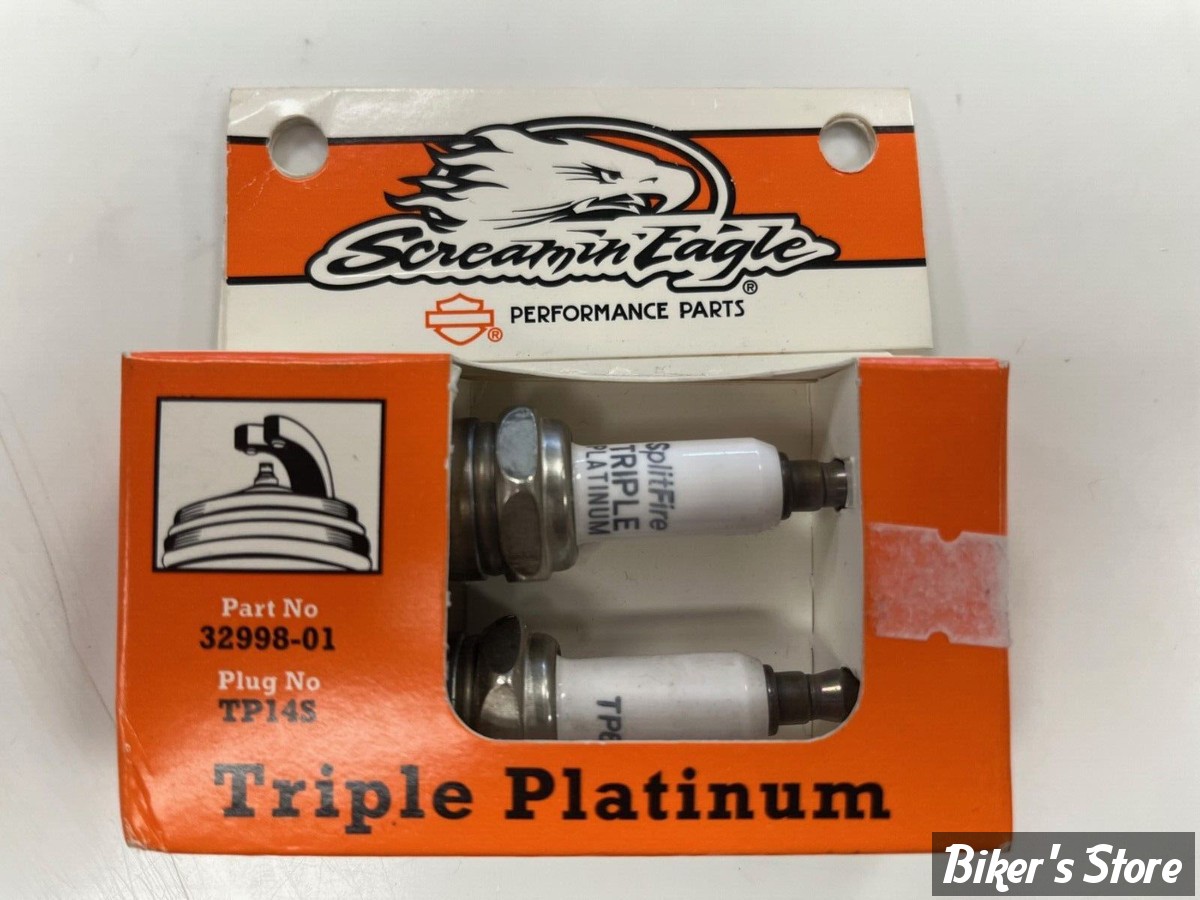 Screamin' Eagle®
® PERFORMANCE PARTS
SplitFire
TRIPLE
PLATINUM
Part No
32998-01
Plug No
TP14S
Triple Platinum
Biker's Store